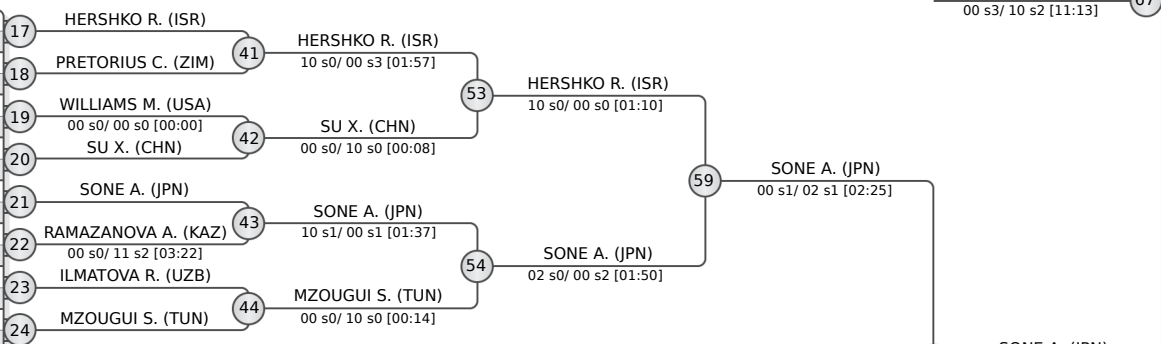 67
00 s3/ 10 s2 [11:13]
17
HERSHKO R. (ISR)
18
PRETORIUS C. (ZIM)
41
HERSHKO R. (ISR)
10 s0/ 00 s3 [01:57]
19
WILLIAMS M. (USA)
00 s0/ 00 s0 [00:00]
20
SU X. (CHN)
42
SU X. (CHN)
00 s0/ 10 s0 [00:08]
53
HERSHKO R. (ISR)
10 s0/ 00 s0 [01:10]
21
SONE A. (JPN)
22
RAMAZANOVA A. (KAZ)
00 s0/ 11 s2 [03:22]
43
SONE A. (JPN)
10 s1/ 00 s1 [01:37]
23
ILMATOVA R. (UZB)
24
MZOUGUI S. (TUN)
44
MZOUGUI S. (TUN)
00 s0/ 10 s0 [00:14]
54
SONE A. (JPN)
02 s0/ 00 s2 [01:50]
59
SONE A. (JPN)
00 s1/ 02 s1 [02:25]